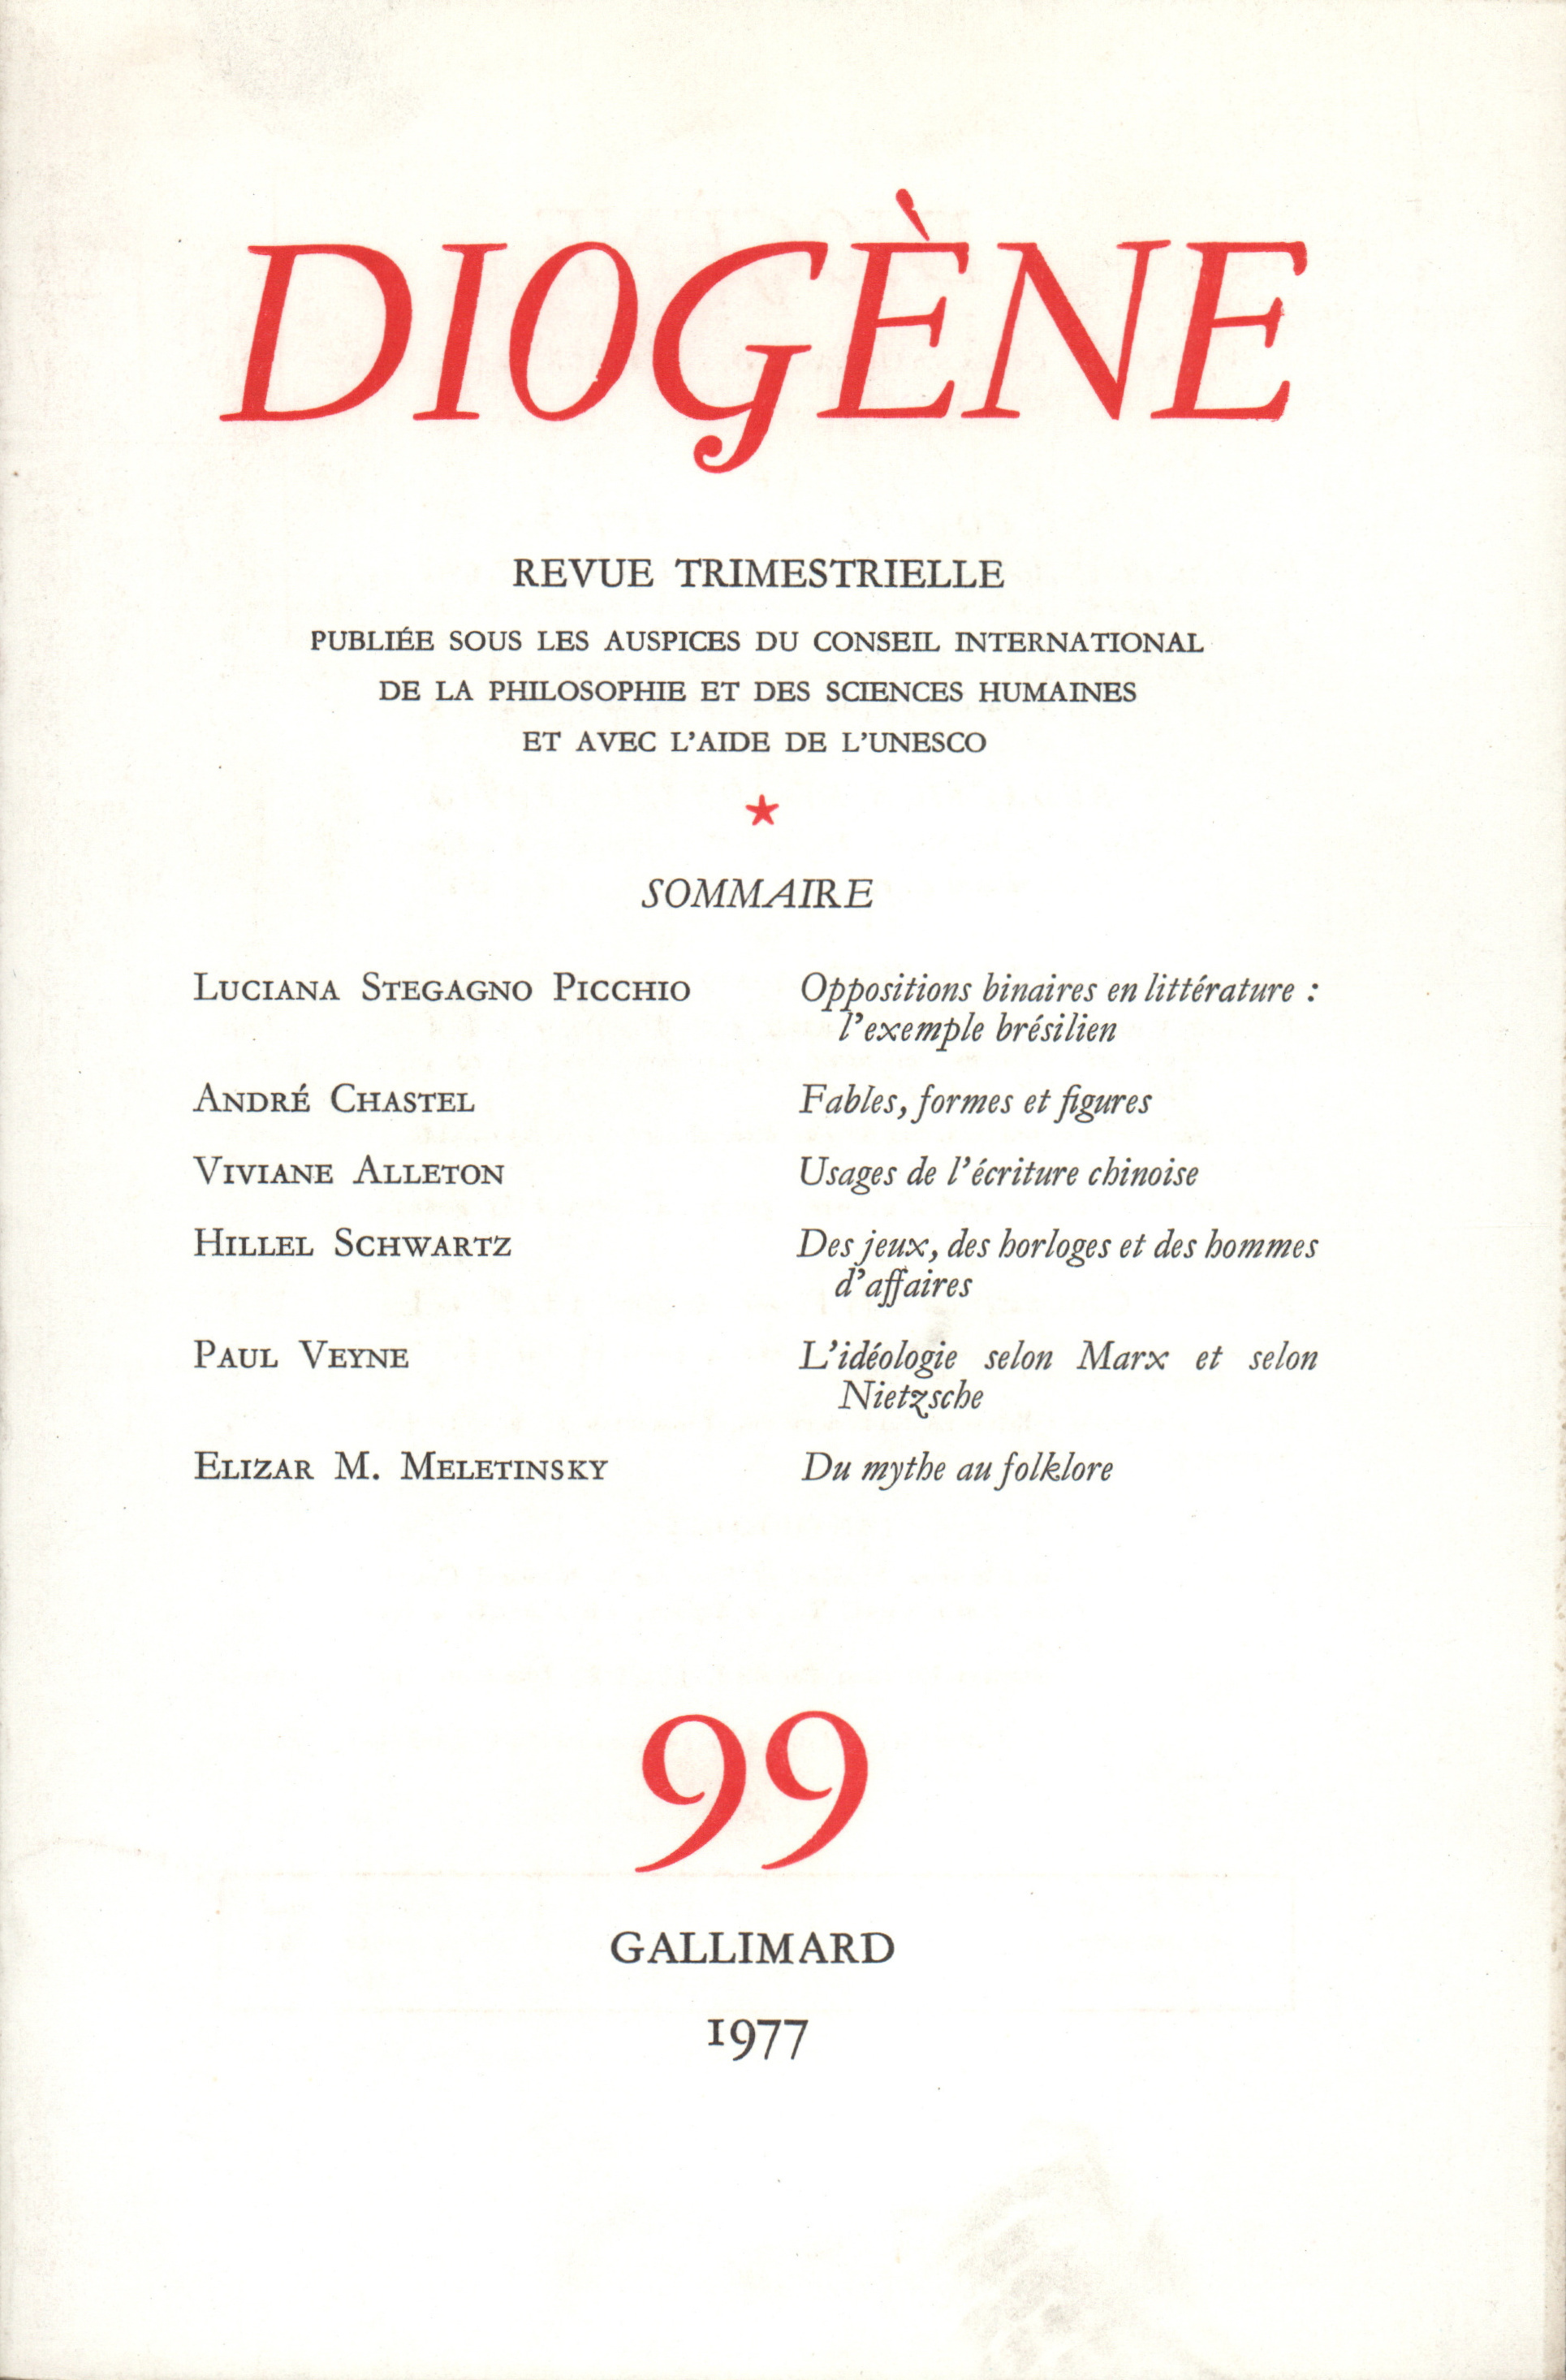 DIOGÈNE
REVUE TRIMESTRIELLE
PUBLIÉE SOUS LES AUSPICES DU CONSEIL INTERNATIONAL
DE LA PHILOSOPHIE ET DES SCIENCES HUMAINES
ET AVEC L'AIDE DE L'UNESCO
★
SOMMAIRE
LUCIANA STEGAGNO PICCHIO Oppositions binaires en littérature :
l'exemple brésilien
ANDRÉ CHASTEL Fables, formes et figures
VIVIANE ALLETON Usages de l'écriture chinoise
HILLEL SCHWARTZ Des jeux, des horloges et des hommes
d'affaires
PAUL VEYNE L'idéologie selon Marx et selon
Nietzsche
ELIZAR M. MELETINSKY Du mythe au folklore
99
GALLIMARD
1977